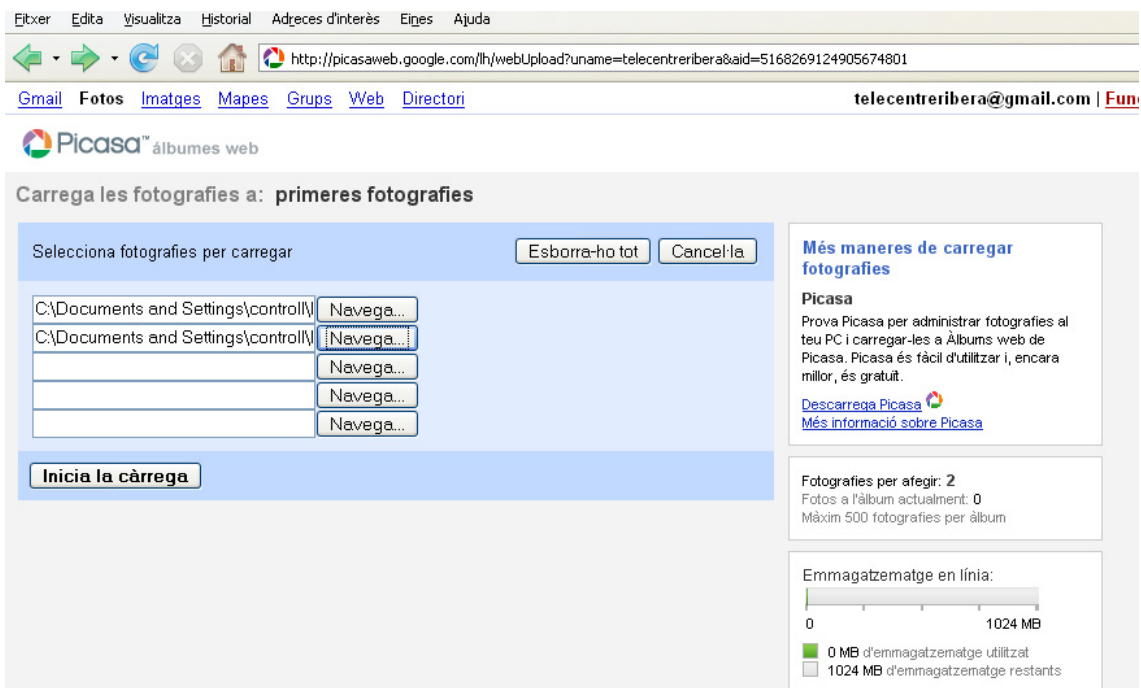 Fitxer Edita Visualitza Historial Adreces d'interès Eines Ajuda
http://picasaweb.google.com/lh/webUpload?uname=telecentreribera&aid=5168269124905674801
Gmail Fotos Imatges Mapes Grups Web Directori telecentreribera@gmail.com |
Picasa™ álbumes web
Carrega les fotografies a: primeres fotografies
Selecciona fotografies per carregar Esborra-ho tot Cancel·la
C:\Documents and Settings\controll\ Navega...
C:\Documents and Settings\controll\ Navega...
Navega...
Navega...
Navega...
Inicia la càrrega
Més maneres de carregar
fotografies
Picasa
Prova Picasa per administrar fotografies al
teu PC i carregar-les a Àlbums web de
Picasa. Picasa és fàcil d'utilitzar i, encara
millor, és gratuït.
Descarrega Picasa
Més informació sobre Picasa
Fotografies per afegir: 2
Fotos a l'àlbum actualment: 0
Màxim 500 fotografies per àlbum
Emmagatzematge en línia:
0 1024 MB
0 MB d'emmagatzematge utilitzat
1024 MB d'emmagatzematge restants